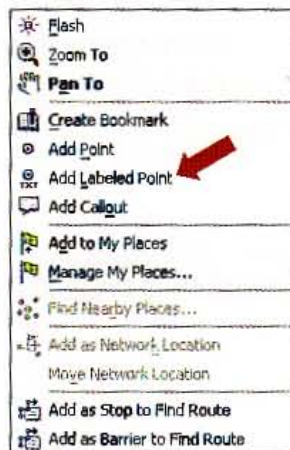 Flash
Zoom To
Pan To
Create Bookmark
Add Point
TXT Add Labeled Point
Add Callout
Add to My Places
Manage My Places...
Find Nearby Places...
Add as Network Location
Move Network Location
Add as Stop to Find Route
Add as Barrier to Find Route